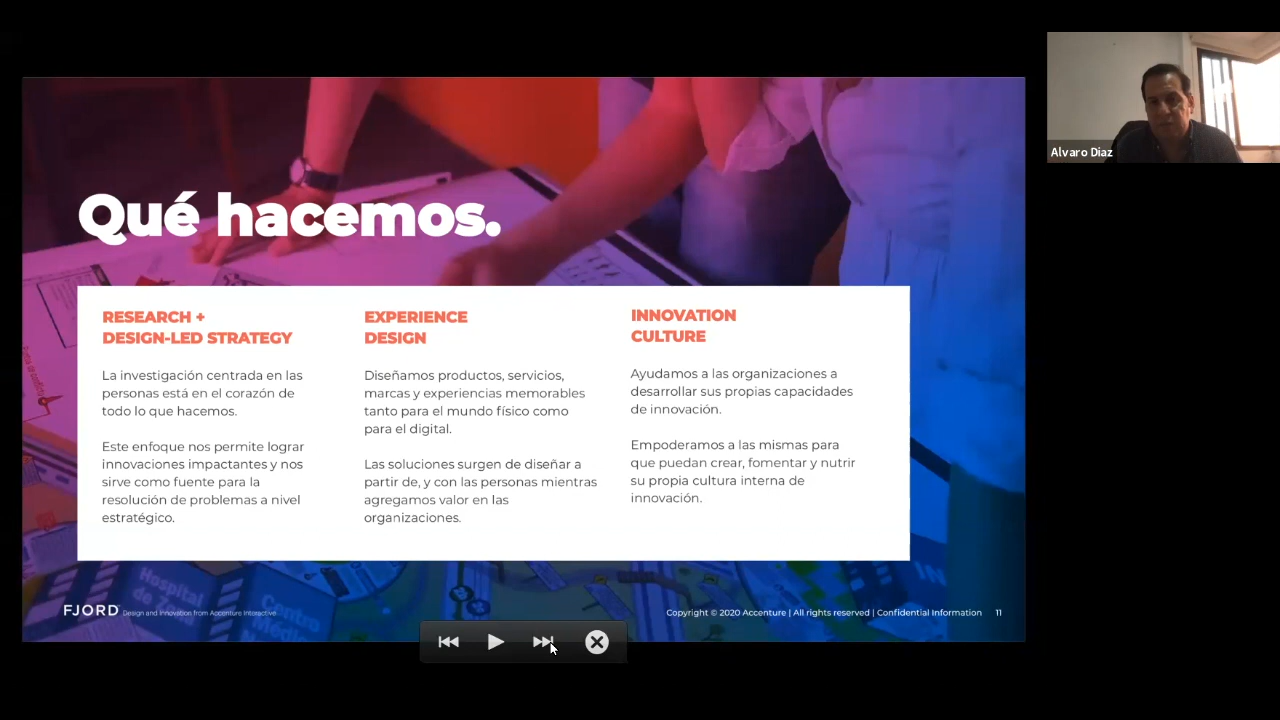 Qué hacemos.
RESEARCH +
DESIGN-LED STRATEGY
La investigación centrada en las
personas está en el corazón de
todo lo que hacemos.
Este enfoque nos permite lograr
innovaciones impactantes y nos
sirve como fuente para la
resolución de problemas a nivel
estratégico.
EXPERIENCE
DESIGN
Diseñamos productos, servicios,
marcas y experiencias memorables
tanto para el mundo físico como
para el digital.
Las soluciones surgen de diseñar a
partir de, y con las personas mientras
agregamos valor en las
organizaciones.
INNOVATION
CULTURE
Ayudamos a las organizaciones a
desarrollar sus propias capacidades
de innovación.
Empoderamos a las mismas para
que puedan crear, fomentar y nutrir
su propia cultura interna de
innovación.
Hospital
Centro
FJORD Design and Innovation from Accenture Interactive
Copyright © 2020 Accenture | All rights reserved | Confidential Information 11
Alvaro Diaz